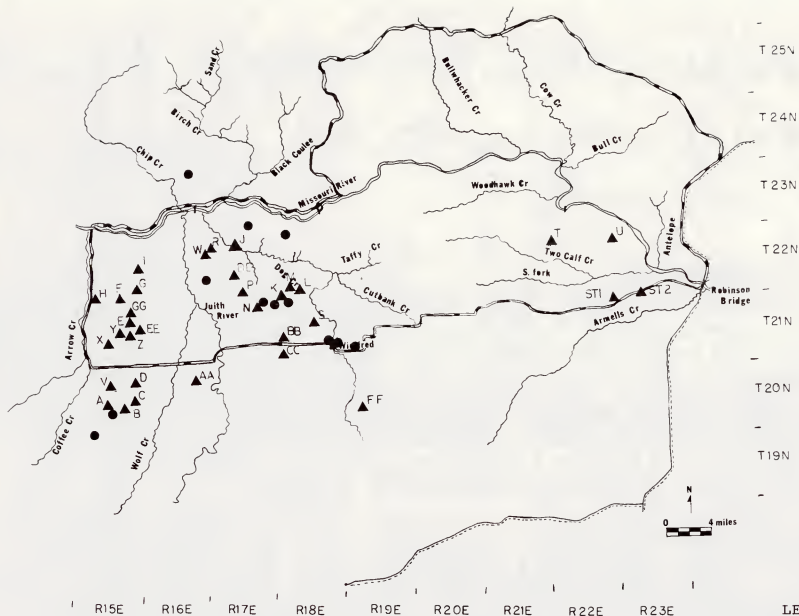 T 25N
Sand Cr
Bullwhacker Cr
Cow Cr
T 24N
Birch Cr
Bull Cr
Chip Cr
Black Coulee
T 23N
Missouri River
Woodhawk Cr
Antelope
T
U
T 22N
W
R
J
Taffy Cr
Two Calf Cr
I
S. fork
G
P
Dog Cr
L
H
F
K
Cutbank Cr
ST1
ST2
Robinson
Bridge
GG
N
Judith
River
S
T 21N
E
Armells Cr
Y
EE
Arrow Cr
X
Z
BB
Winifred
CC
V
D
AA
T 20N
A
C
B
FF
Coffee Cr
Wolf Cr
T 19N
N
0 4 miles
R15E R16E R17E R18E R19E R20E R21E R22E R23E
LE